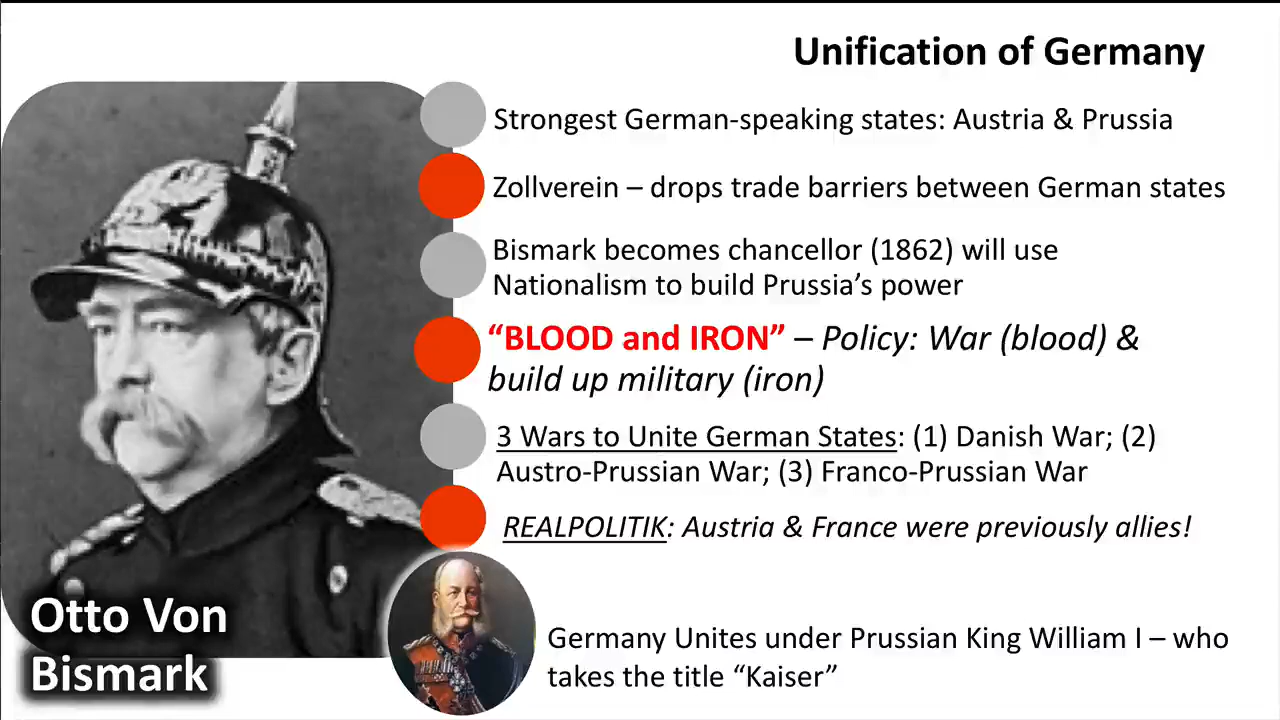 Unification of Germany
Strongest German-speaking states: Austria & Prussia
Zollverein – drops trade barriers between German states
Bismark becomes chancellor (1862) will use
Nationalism to build Prussia’s power
“BLOOD and IRON” – Policy: War (blood) &
build up military (iron)
3 Wars to Unite German States: (1) Danish War; (2)
Austro-Prussian War; (3) Franco-Prussian War
REALPOLITIK: Austria & France were previously allies!
Otto Von
Bismark
Germany Unites under Prussian King William I – who
takes the title “Kaiser”